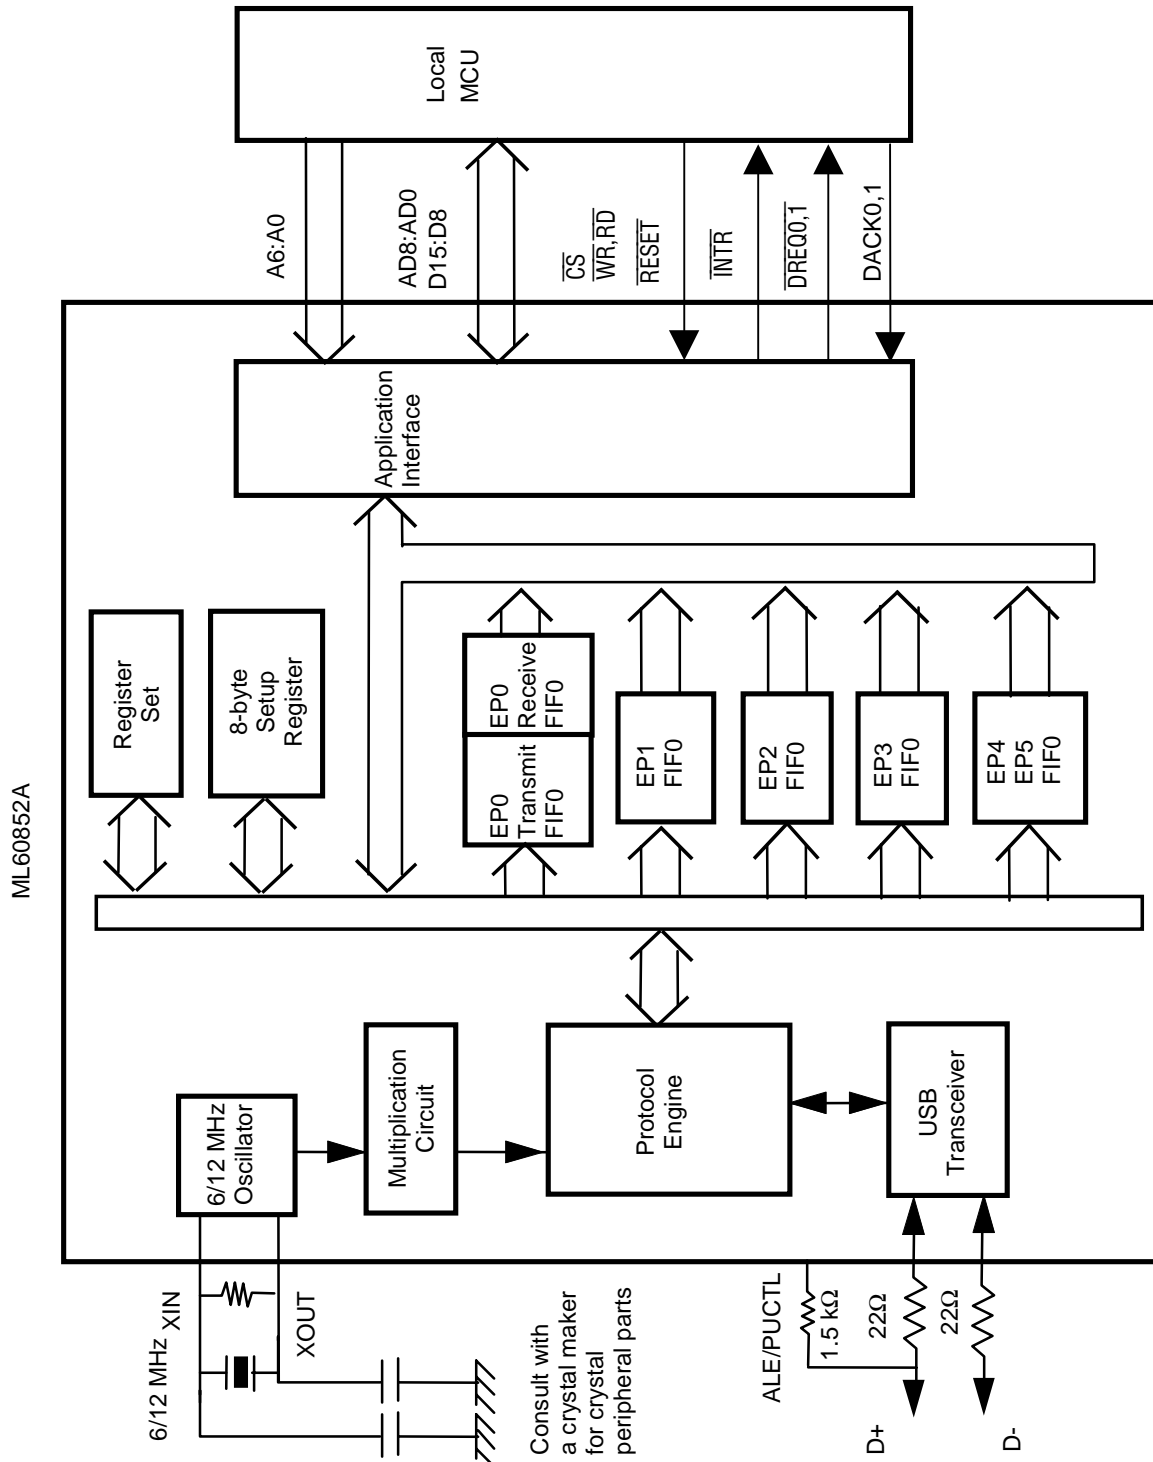 ML60852A
Local
MCU
A6:A0
AD8:AD0
D15:D8
CS
WR,RD
RESET
INTR
DREQ0,1
DACK0,1
Application
Interface
Register
Set
8-byte
Setup
Register
EP0
Receive
FIF0
EP0
Transmit
FIF0
EP1
FIF0
EP2
FIF0
EP3
FIF0
EP4
EP5
FIF0
6/12 MHz
Oscillator
Multiplication
Circuit
Protocol
Engine
USB
Transceiver
6/12 MHz
XIN
XOUT
Consult with
a crystal maker
for crystal
peripheral parts
ALE/PUCTL
1.5 kΩ
22Ω
22Ω
D+
D-